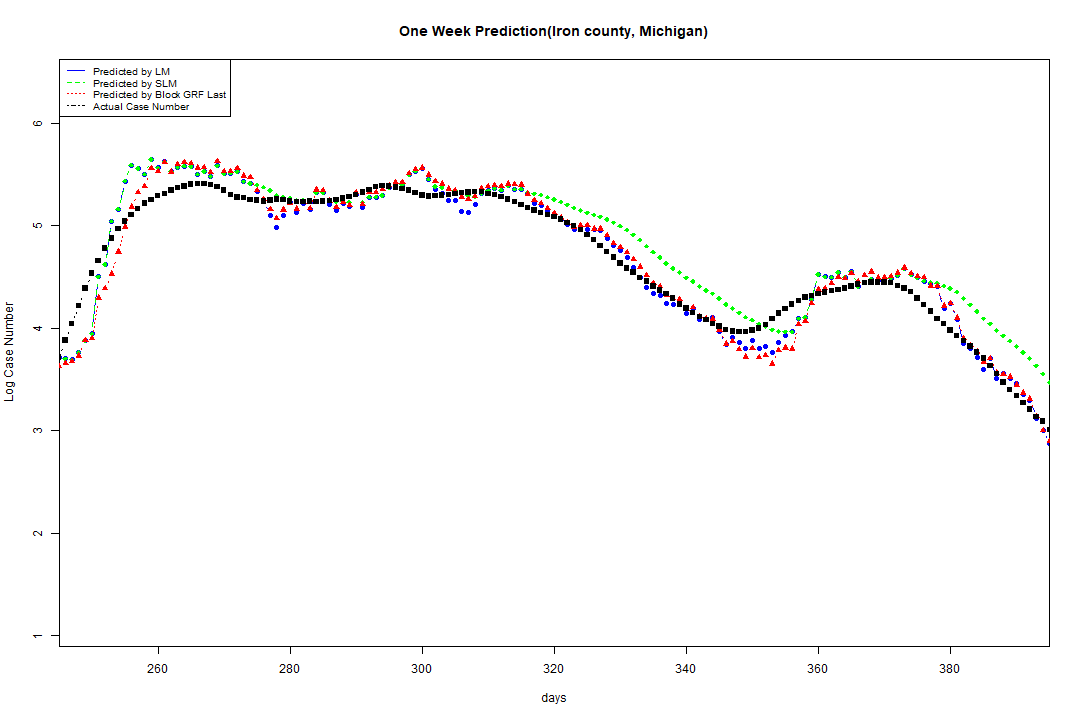 One Week Prediction(Iron county, Michigan)
Predicted by LM
Predicted by SLM
Predicted by Block GRF Last
Actual Case Number
6
5
4
3
2
1
Log Case Number
260 280 300 320 340 360 380
days